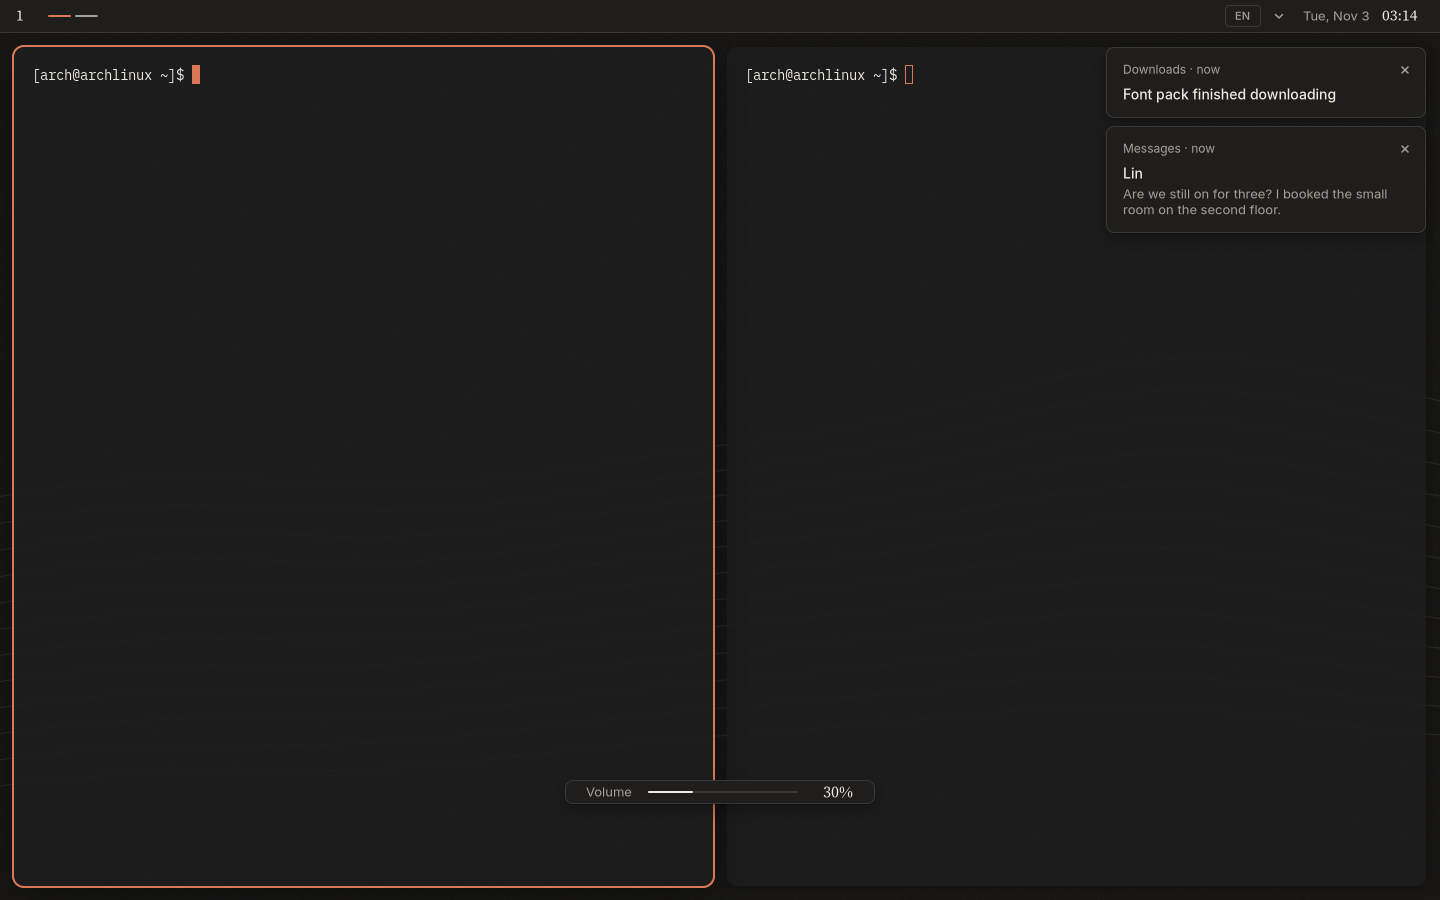 1
EN
Tue, Nov 3 03:14
[arch@archlinux ~]$
[arch@archlinux ~]$
Downloads · now
Font pack finished downloading
Messages · now
Lin
Are we still on for three? I booked the small
room on the second floor.
Volume 30%